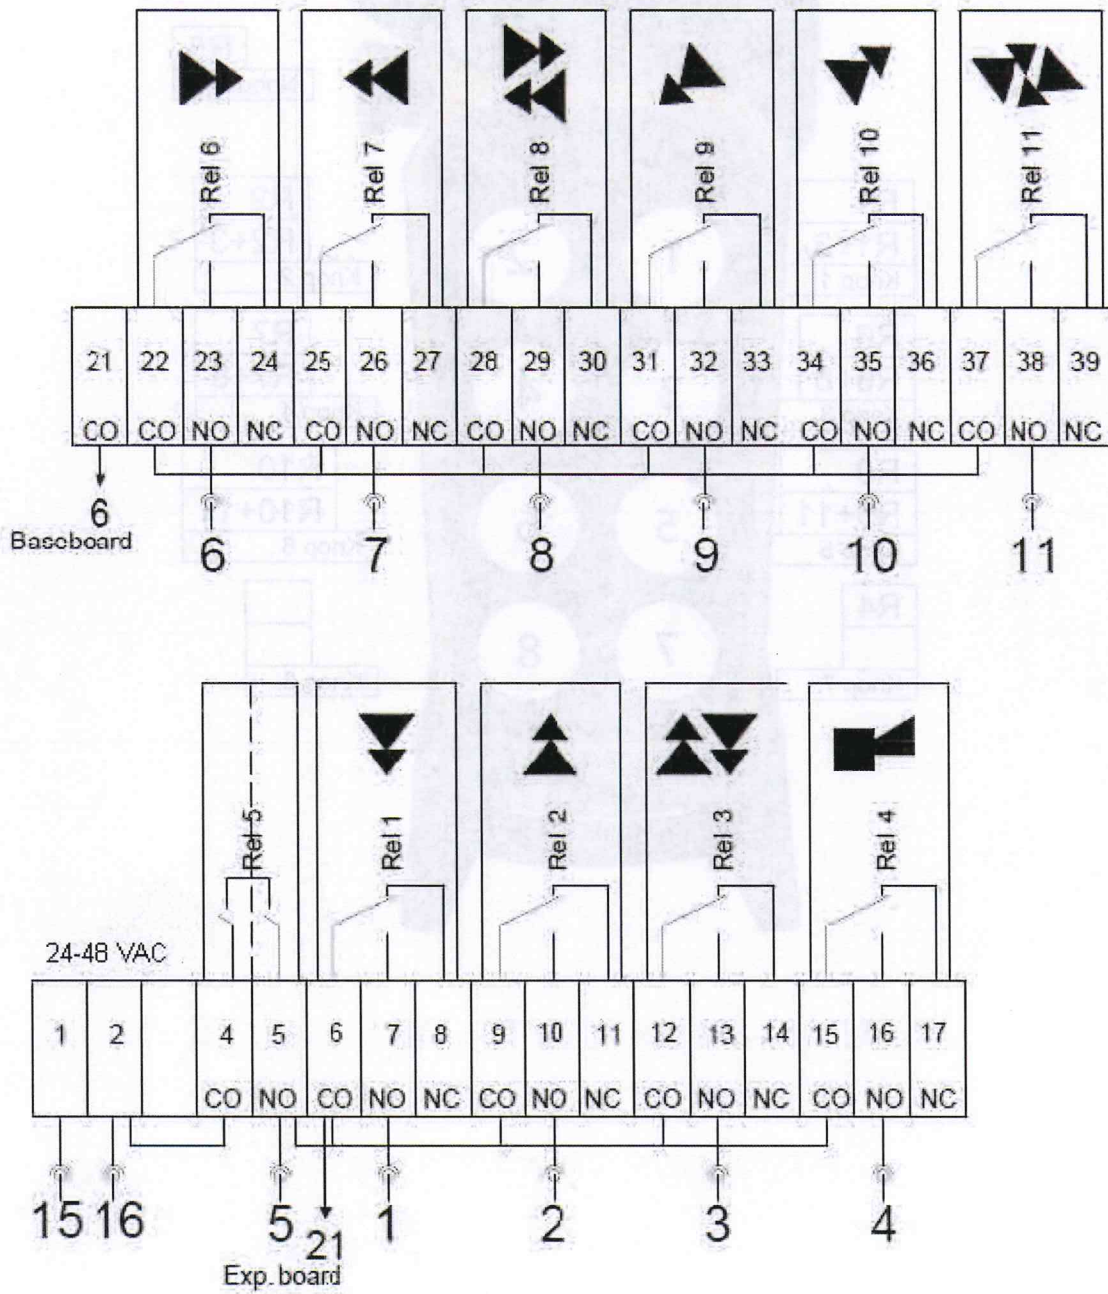 Rel 6 Rel 7 Rel 8 Rel 9 Rel 10 Rel 11
21 22 23 24 25 26 27 28 29 30 31 32 33 34 35 36 37 38 39
CO CO NO NC CO NO NC CO NO NC CO NO NC CO NO NC CO NO NC
6
Baseboard
6 7 8 9 10 11
Rel 5 Rel 1 Rel 2 Rel 3 Rel 4
24-48 VAC
1 2 4 5 6 7 8 9 10 11 12 13 14 15 16 17
CO NO CO NO NC CO NO NC CO NO NC CO NO NC
15 16 5 1 2 3 4
21
Exp. board